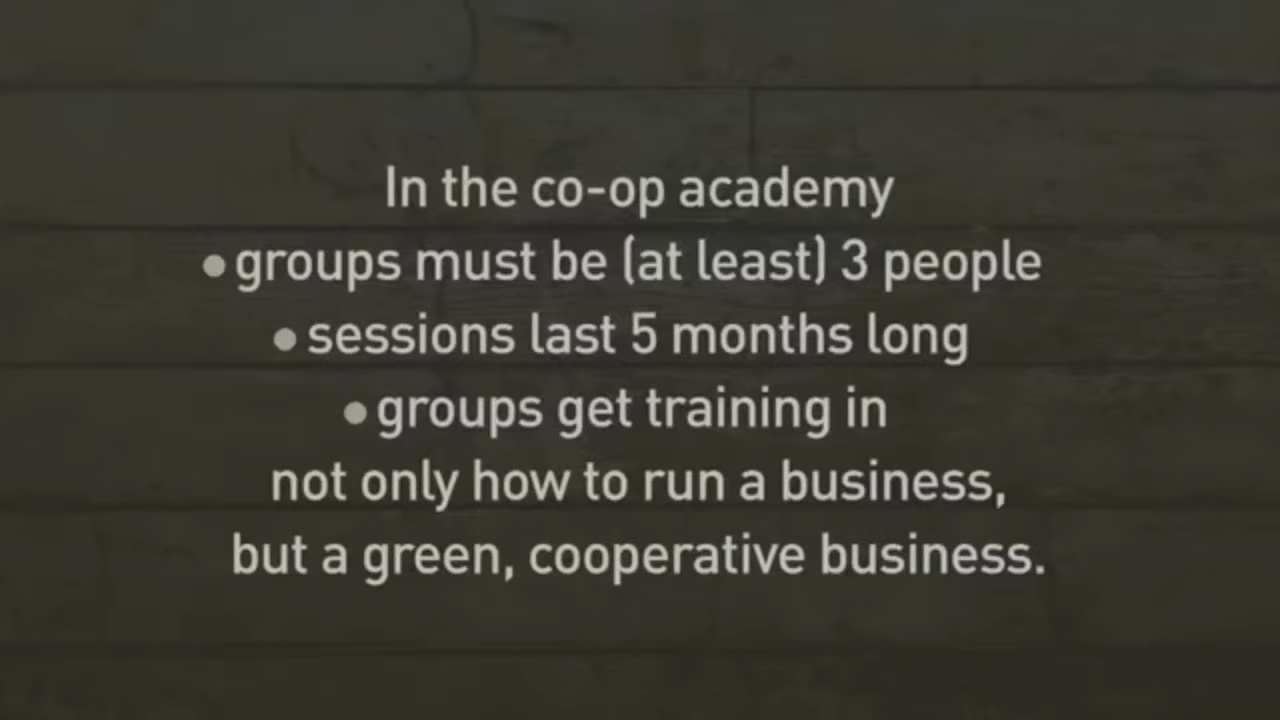 In the co-op academy
• groups must be (at least) 3 people
• sessions last 5 months long
• groups get training in
not only how to run a business,
but a green, cooperative business.